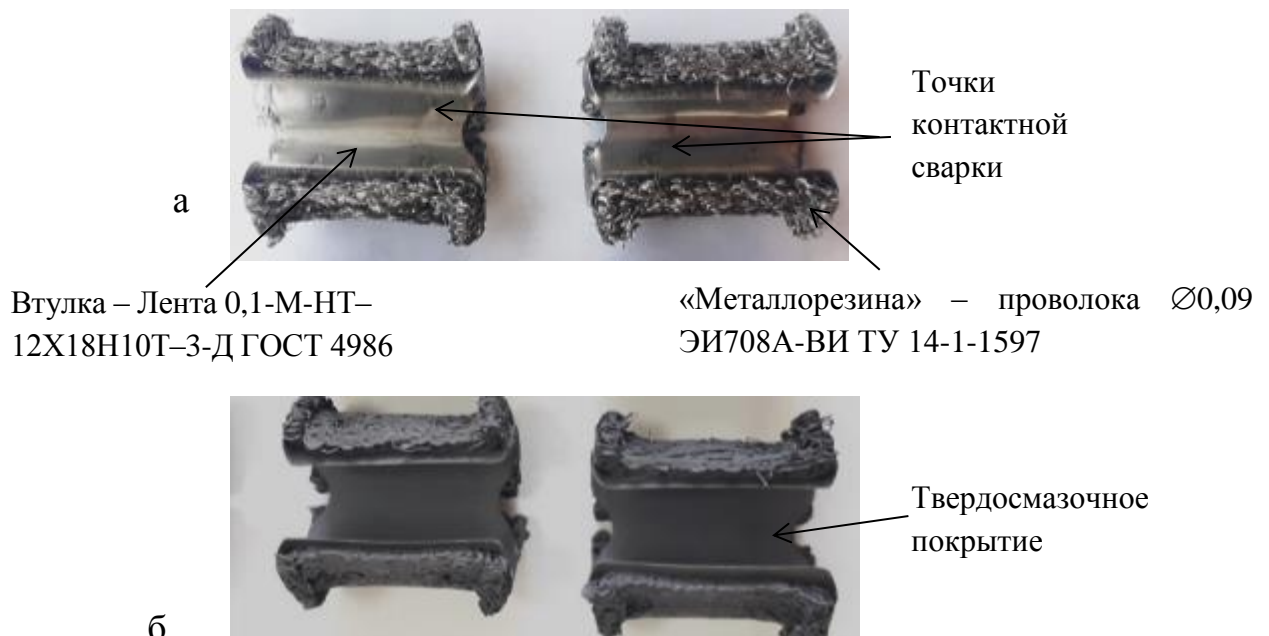 Точки
контактной
сварки
а
Втулка – Лента 0,1-М-НТ–
12Х18Н10Т–3-Д ГОСТ 4986
«Металлорезина» – проволока ∅0,09
ЭИ708А-ВИ ТУ 14-1-1597
Твердосмазочное
покрытие
б